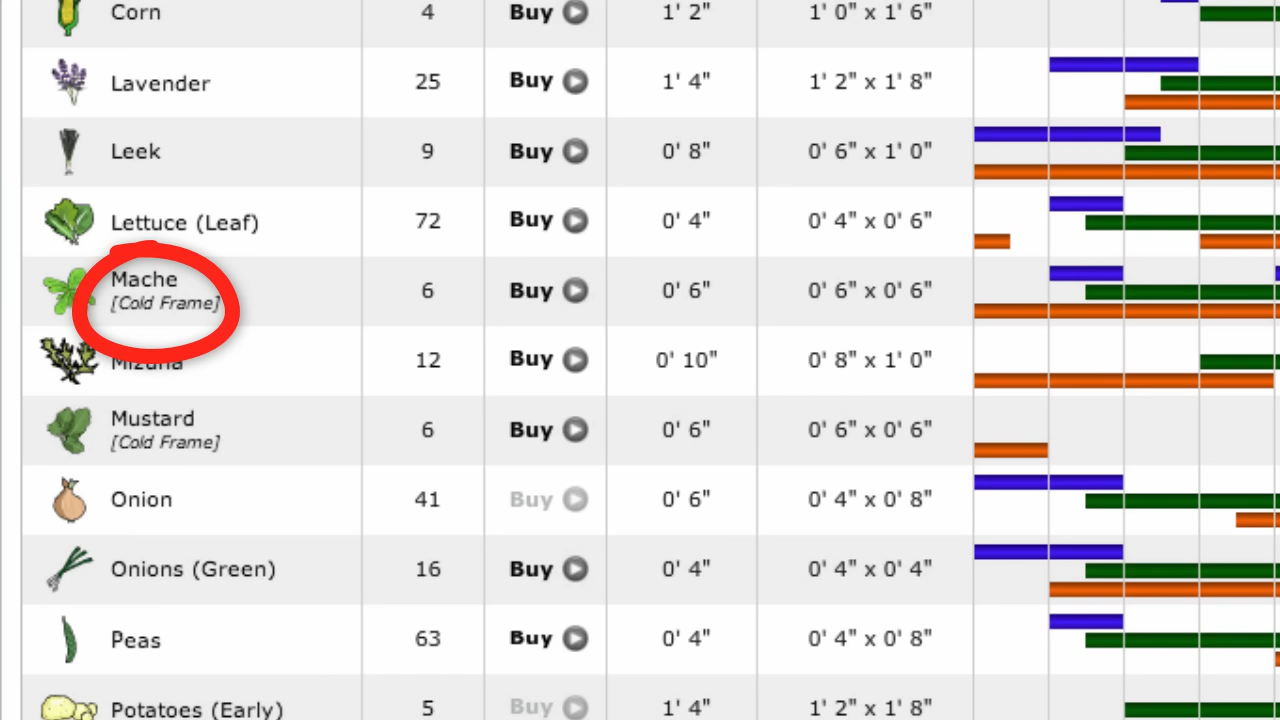 Corn 4 Buy 1' 2" 1' 0" x 1' 6"
Lavender 25 Buy 1' 4" 1' 2" x 1' 8"
Leek 9 Buy 0' 8" 0' 6" x 1' 0"
Lettuce (Leaf) 72 Buy 0' 4" 0' 4" x 0' 6"
Mache
[Cold Frame] 6 Buy 0' 6" 0' 6" x 0' 6"
Mizuna 12 Buy 0' 10" 0' 8" x 1' 0"
Mustard
[Cold Frame] 6 Buy 0' 6" 0' 6" x 0' 6"
Onion 41 Buy 0' 6" 0' 4" x 0' 8"
Onions (Green) 16 Buy 0' 4" 0' 4" x 0' 4"
Peas 63 Buy 0' 4" 0' 4" x 0' 8"
Potatoes (Early) 5 Buy 1' 4" 1' 2" x 1' 8"